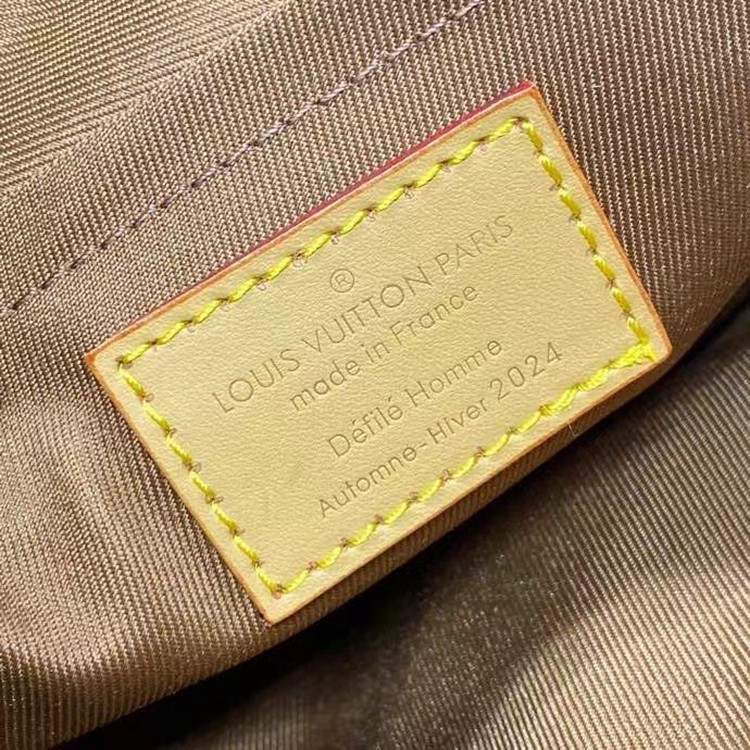 ®
LOUIS VUITTON PARIS
made in France
Défilé Homme
Automne-Hiver 2024